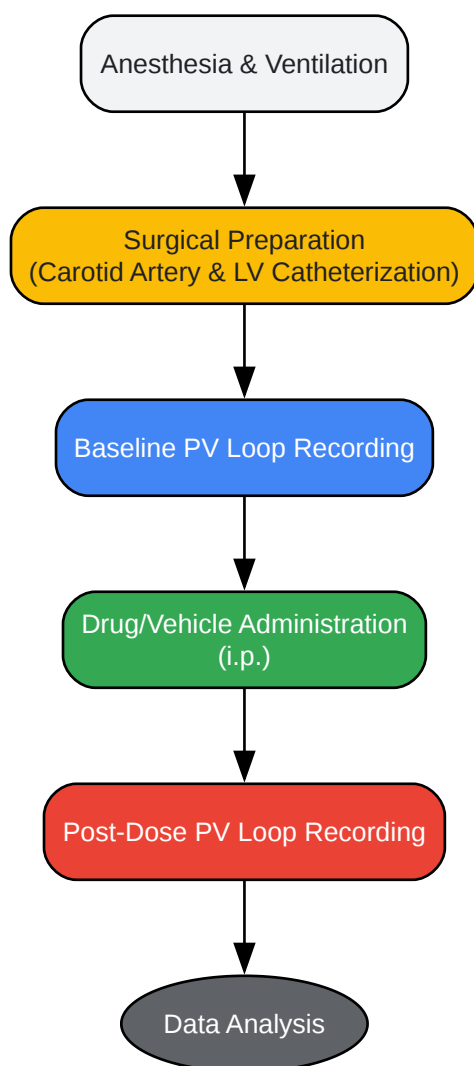 Anesthesia & Ventilation
Surgical Preparation
(Carotid Artery & LV Catheterization)
Baseline PV Loop Recording
Drug/Vehicle Administration
(i.p.)
Post-Dose PV Loop Recording
Data Analysis